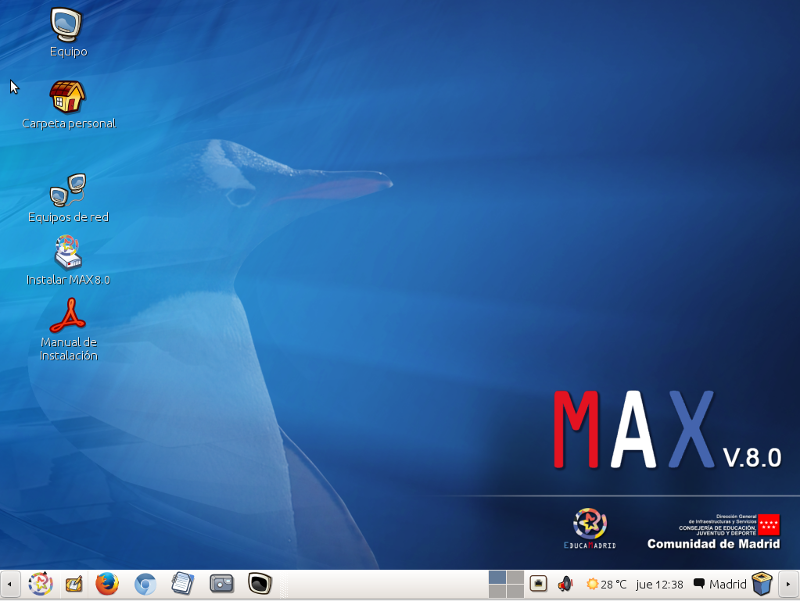 Equipo
Carpeta personal
Equipos de red
Instalar MAX 8.0
Manual de
Instalación
MAX V.8.0
EDUCAMADRID
Dirección General
de Infraestructuras y Servicios
CONSEJERÍA DE EDUCACIÓN,
JUVENTUD Y DEPORTE
Comunidad de Madrid
28 °C jue 12:38 Madrid